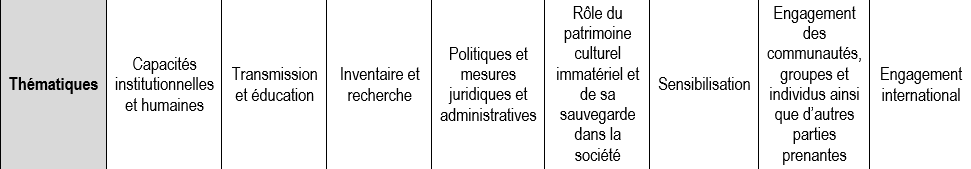 Thématiques
Capacités
institutionnelles
et humaines
Transmission
et éducation
Inventaire et
recherche
Politiques et
mesures
juridiques et
administratives
Rôle du
patrimoine
culturel
immatériel et
de sa
sauvegarde
dans la
société
Sensibilisation
Engagement
des
communautés,
groupes et
individus ainsi
que d’autres
parties
prenantes
Engagement
international